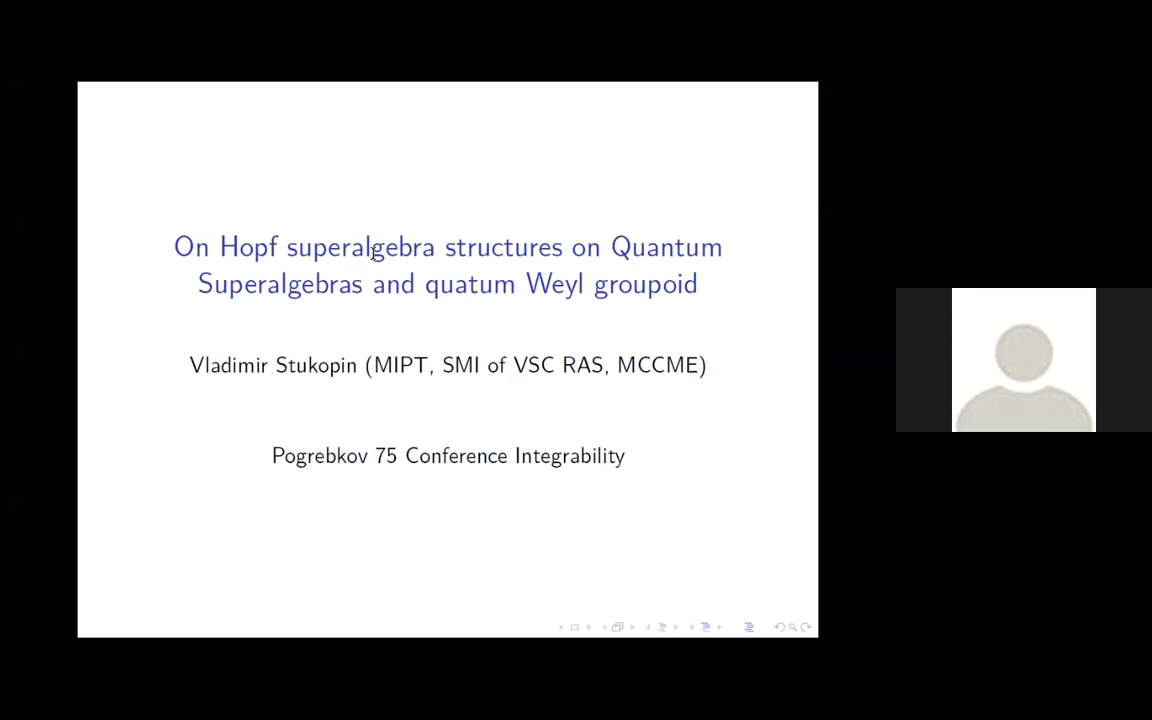 On Hopf superalgebra structures on Quantum
Superalgebras and quatum Weyl groupoid
Vladimir Stukopin (MIPT, SMI of VSC RAS, MCCME)
Pogrebkov 75 Conference Integrability